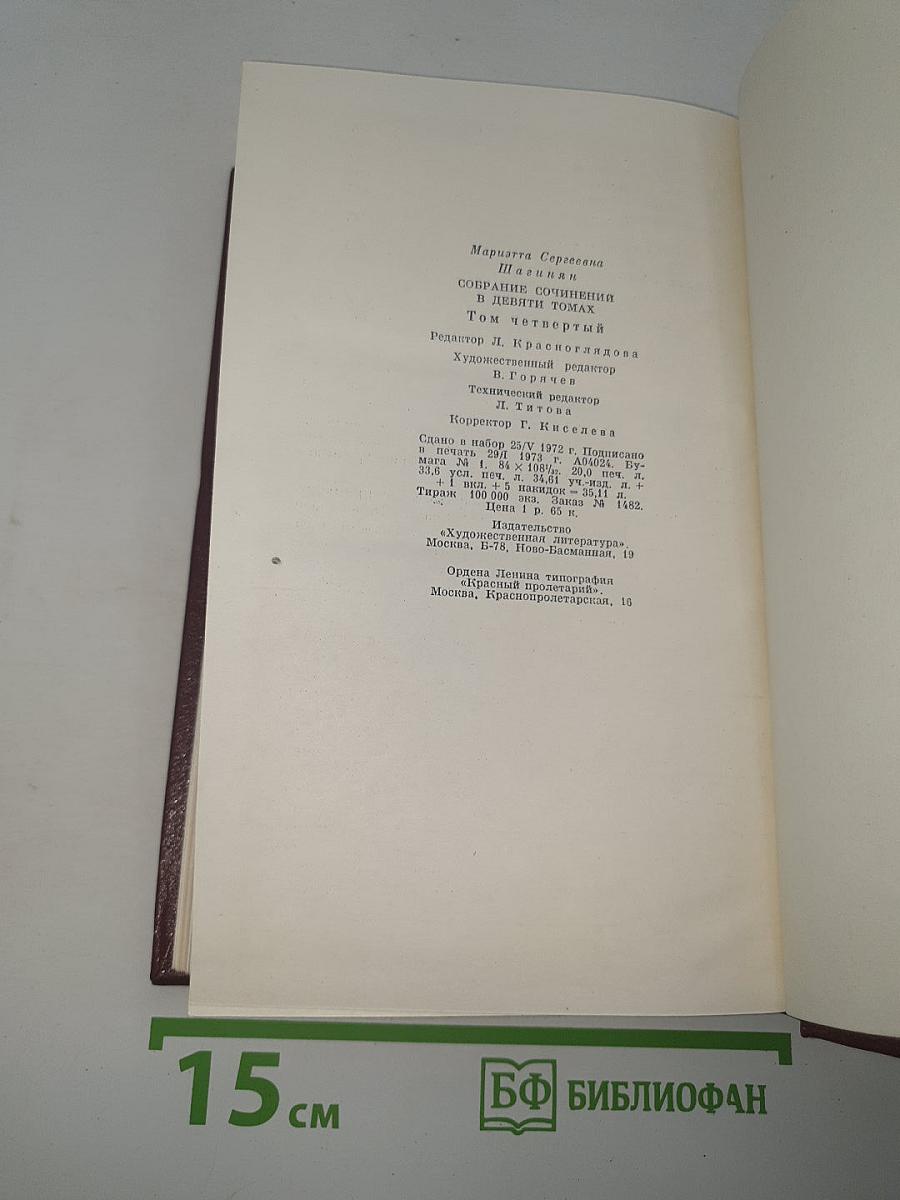 Мариэтта Сергеевна
Шагинян
СОБРАНИЕ СОЧИНЕНИЙ
В ДЕВЯТИ ТОМАХ
Том четвертый
Редактор Л. Красноглядова
Художественный редактор
В. Горячев
Технический редактор
Л. Титова
Корректор Г. Киселева
Сдано в набор 25/V 1972 г. Подписано
в печать 29/I 1973 г. А04024. Бу-
мага № 1. 84 × 108¹/₃₂. 20,0 печ. л.
33,6 усл. печ. л. 34,61 уч.-изд. л. +
+ 1 вкл. + 5 накидок = 35,11 л.
Тираж 100 000 экз. Заказ № 1482.
Цена 1 р. 65 к.
Издательство
«Художественная литература».
Москва, Б-78, Ново-Басманная, 19
Ордена Ленина типография
«Красный пролетарий».
Москва, Краснопролетарская, 16
15 см
БФ БИБЛИОФАН